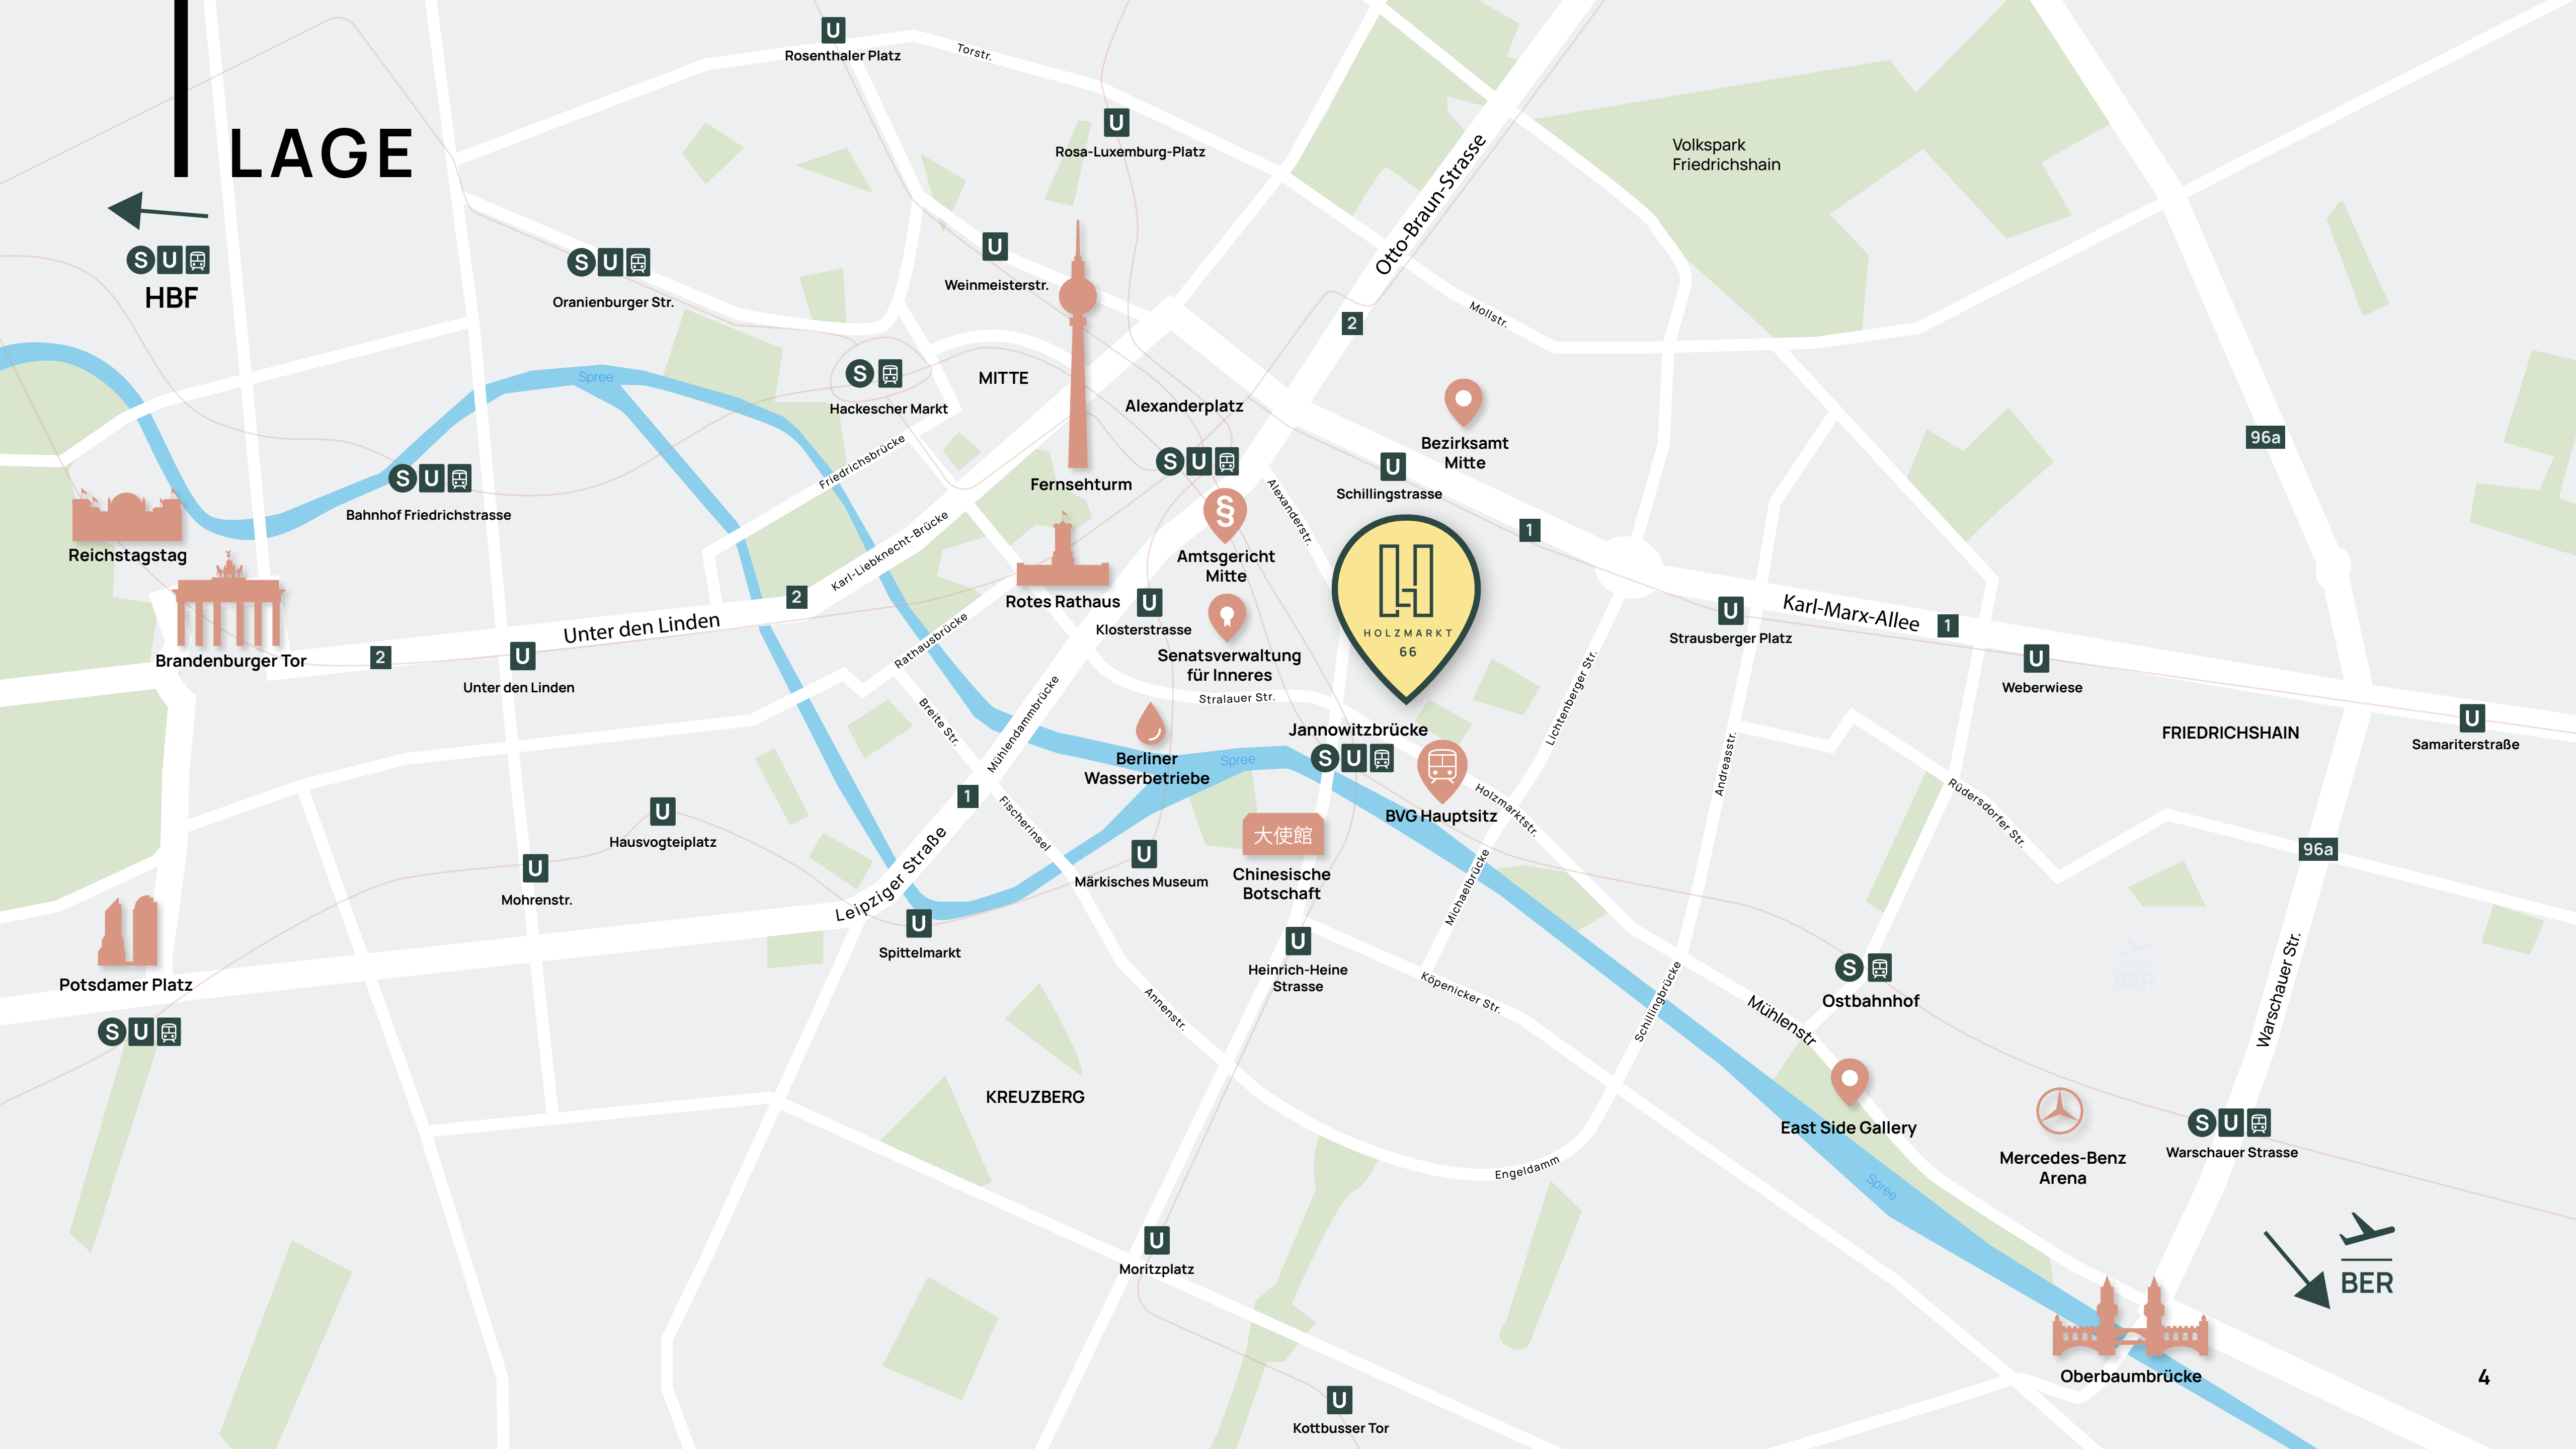 LAGE
U
Rosenthaler Platz
Torstr.
U
Rosa-Luxemburg-Platz
Volkspark
Friedrichshain
Otto-Braun-Strasse
S U
HBF
S U
Oranienburger Str.
U
Weinmeisterstr.
2
Mollstr.
Spree
S
Hackescher Markt
MITTE
Alexanderplatz
S U
Friedrichsbrücke
Fernsehturm
Bezirksamt
Mitte
U
Schillingstrasse
96a
S U
Bahnhof Friedrichstrasse
Reichstagstag
Brandenburger Tor
Karl-Liebknecht-Brücke
§
Amtsgericht
Mitte
Alexanderstr.
1
HOLZMARKT
66
2
Unter den Linden
2
U
Unter den Linden
Rotes Rathaus
Rathausbrücke
U
Klosterstrasse
Senatsverwaltung
für Inneres
Stralauer Str.
U
Strausberger Platz
Karl-Marx-Allee
1
U
Weberwiese
FRIEDRICHSHAIN
U
Samariterstraße
Lichtenberger Str.
Breite Str.
Mühlendammbrücke
Berliner
Wasserbetriebe
Spree
Jannowitzbrücke
S U
BVG Hauptsitz
Holzmarktstr.
Andreasstr.
Rüdersdorfer Str.
1
Fischerinsel
U
Hausvogteiplatz
U
Mohrenstr.
Leipziger Straße
U
Spittelmarkt
U
Märkisches Museum
大使館
Chinesische
Botschaft
Michaelbrücke
96a
Potsdamer Platz
S U
U
Heinrich-Heine
Strasse
Köpenicker Str.
Annenstr.
Schillingbrücke
Mühlenstr
S
Ostbahnhof
BER
Warschauer Str.
KREUZBERG
East Side Gallery
Mercedes-Benz
Arena
S U
Warschauer Strasse
Engeldamm
Spree
U
Moritzplatz
BER
Oberbaumbrücke
U
Kottbusser Tor
4